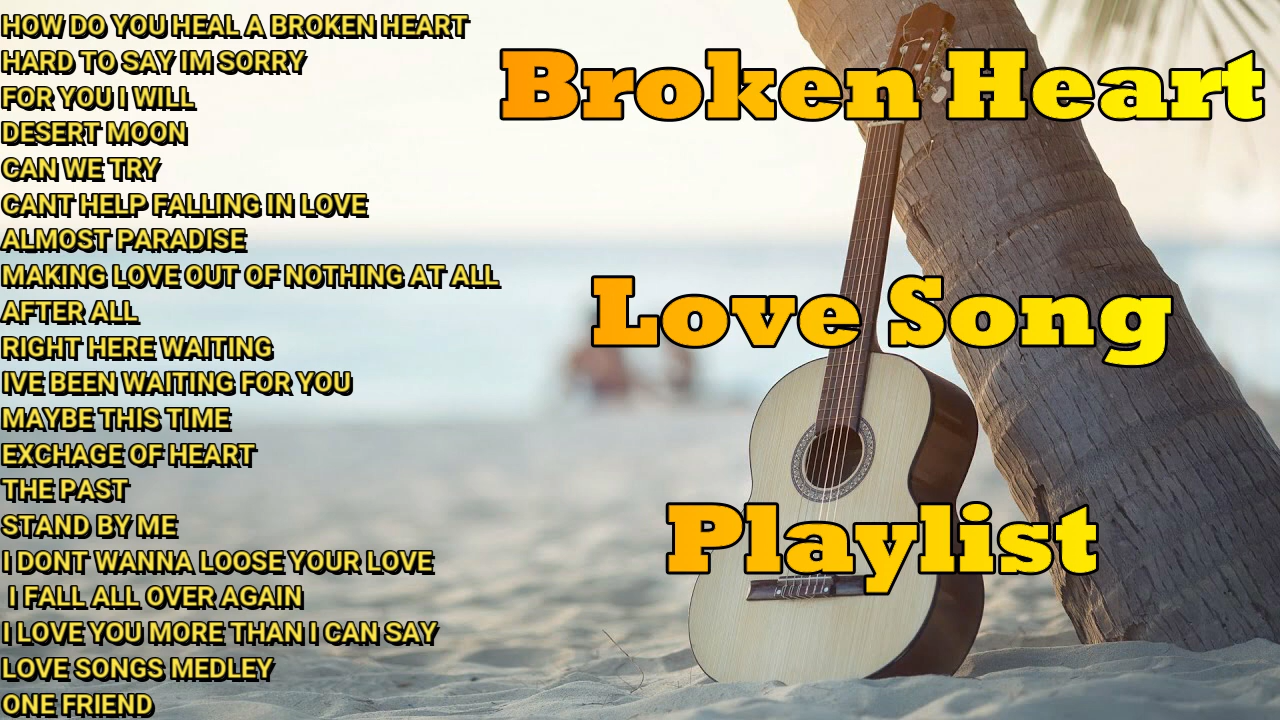 HOW DO YOU HEAL A BROKEN HEART
HARD TO SAY IM SORRY
FOR YOU I WILL
DESERT MOON
CAN WE TRY
CANT HELP FALLING IN LOVE
ALMOST PARADISE
MAKING LOVE OUT OF NOTHING AT ALL
AFTER ALL
RIGHT HERE WAITING
IVE BEEN WAITING FOR YOU
MAYBE THIS TIME
EXCHAGE OF HEART
THE PAST
STAND BY ME
I DONT WANNA LOOSE YOUR LOVE
I FALL ALL OVER AGAIN
I LOVE YOU MORE THAN I CAN SAY
LOVE SONGS MEDLEY
ONE FRIEND
Broken Heart
Love Song
Playlist